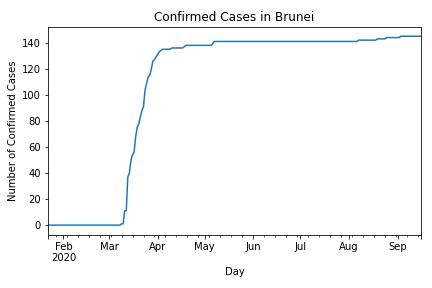 Confirmed Cases in Brunei
Number of Confirmed Cases
140
120
100
80
60
40
20
0
Feb Mar Apr May Jun Jul Aug Sep
2020
Day